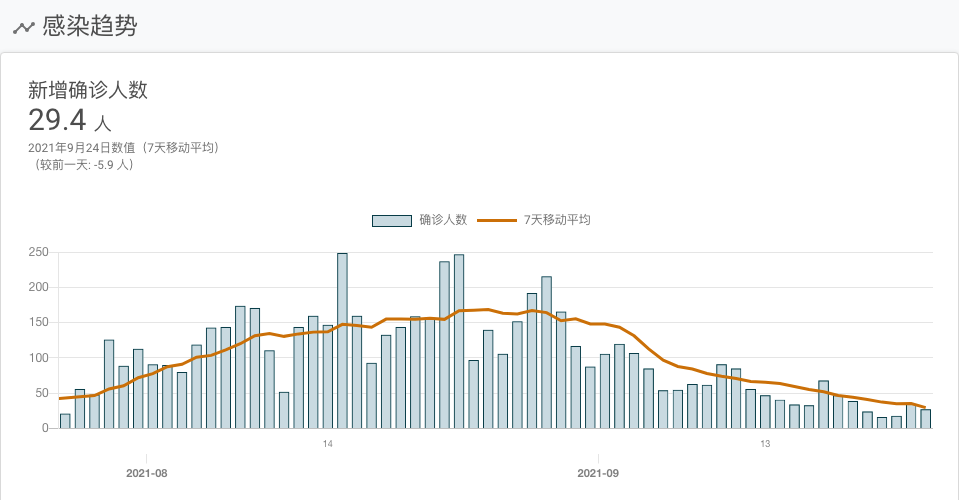 感染趋势
新增确诊人数
29.4 人
2021年9月24日数值（7天移动平均）
（较前一天: -5.9 人）
确诊人数 7天移动平均
250
200
150
100
50
0
14 13
2021-08 2021-09